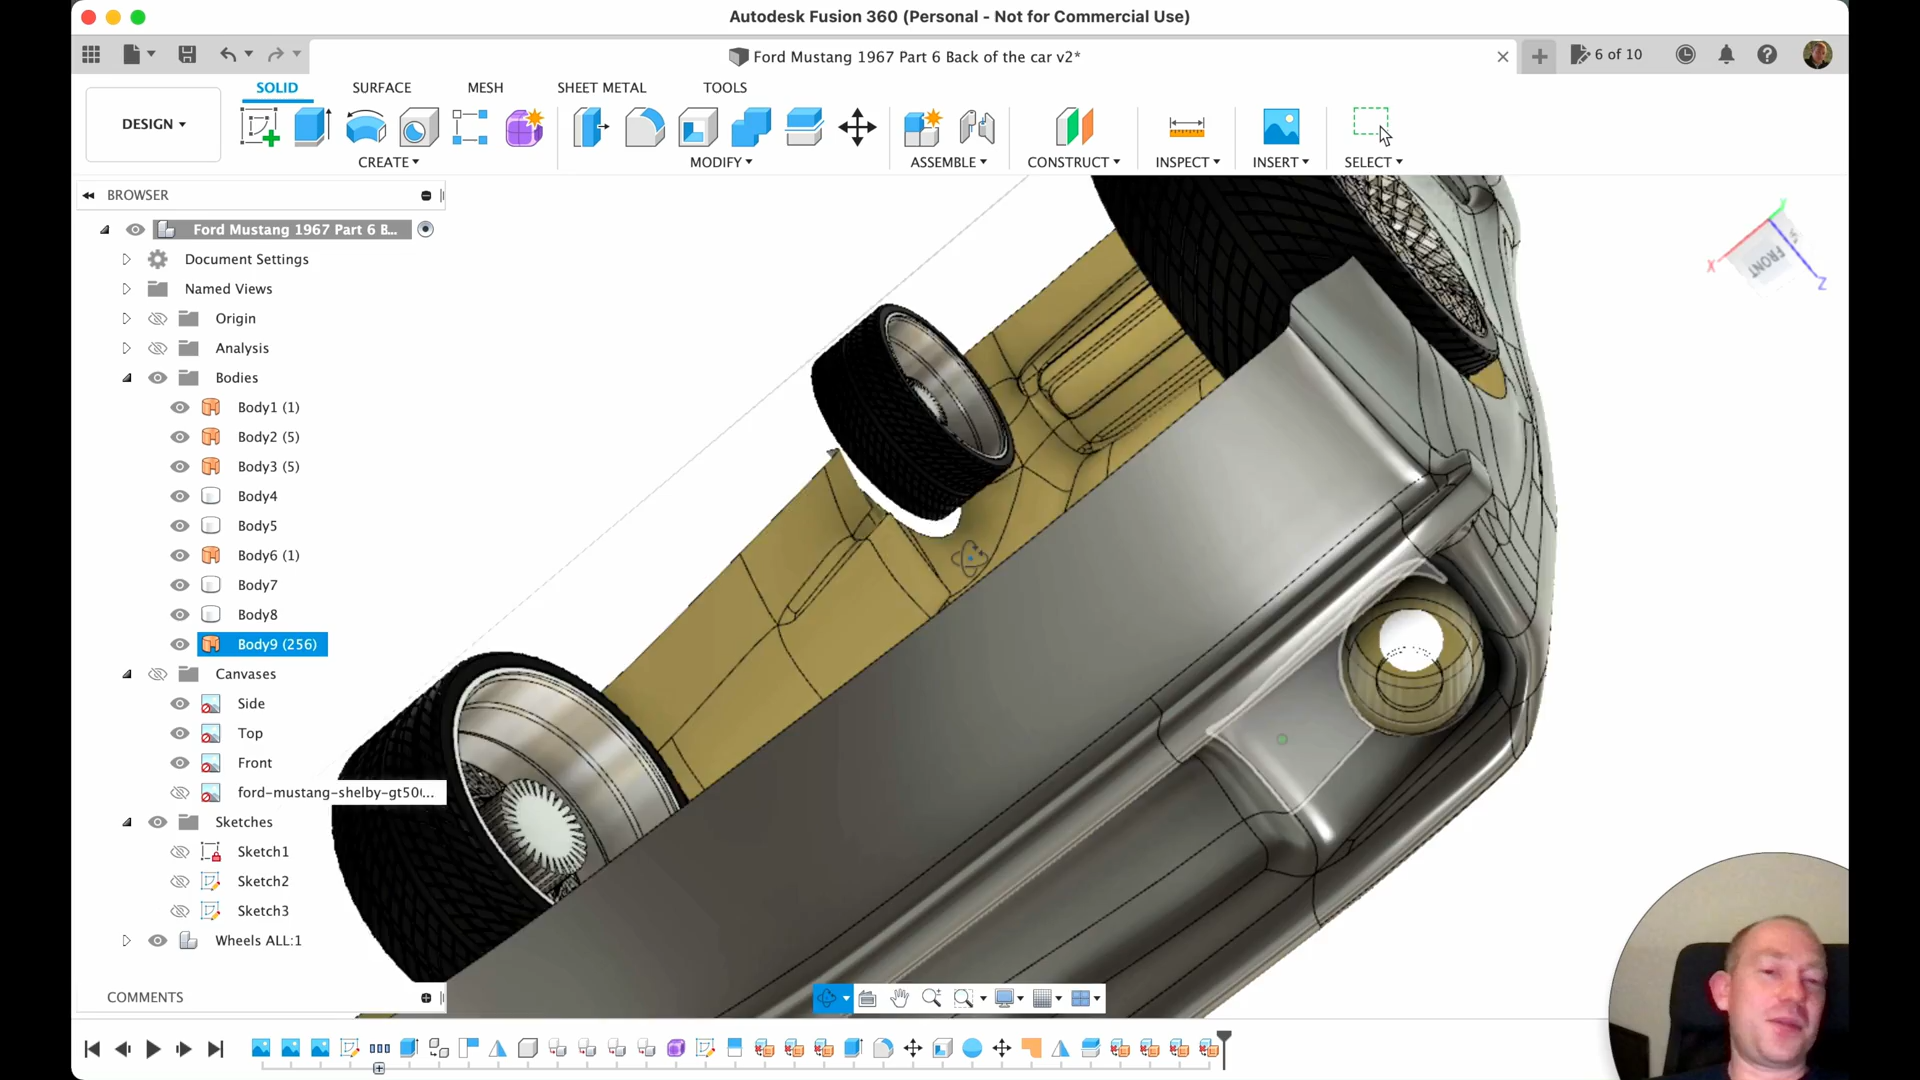 Autodesk Fusion 360 (Personal - Not for Commercial Use)
Ford Mustang 1967 Part 6 Back of the car v2*
6 of 10
SOLID
SURFACE
MESH
SHEET METAL
TOOLS
DESIGN
CREATE
MODIFY
ASSEMBLE
CONSTRUCT
INSPECT
INSERT
SELECT
BROWSER
Ford Mustang 1967 Part 6 B...
Document Settings
Named Views
Origin
Analysis
Bodies
Body1 (1)
Body2 (5)
Body3 (5)
Body4
Body5
Body6 (1)
Body7
Body8
Body9 (256)
Canvases
Side
Top
Front
ford-mustang-shelby-gt50(...
Sketches
Sketch1
Sketch2
Sketch3
Wheels ALL:1
COMMENTS
FRONT
X
Y
Z